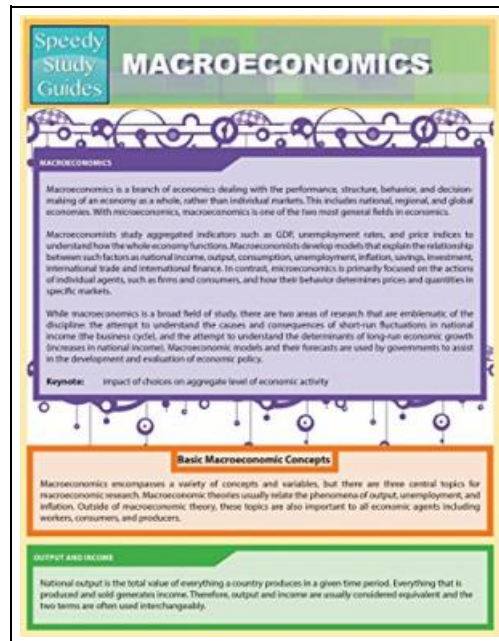 Speedy
Study
Guides
MACROECONOMICS
MACROECONOMICS
Macroeconomics is a branch of economics dealing with the performance, structure, behavior, and decision-
making of an economy as a whole, rather than individual markets. This includes national, regional, and global
economies. With microeconomics, macroeconomics is one of the two most general fields in economics.
Macroeconomists study aggregated indicators such as GDP, unemployment rates, and price indices to
understand how the whole economy functions. Macroeconomists develop models that explain the relationship
between such factors as national income, output, consumption, unemployment, inflation, savings, investment,
international trade and international finance. In contrast, microeconomics is primarily focused on the actions
of individual agents, such as firms and consumers, and how their behavior determines prices and quantities in
specific markets.
While macroeconomics is a broad field of study, there are two areas of research that are emblematic of the
discipline: the attempt to understand the causes and consequences of short-run fluctuations in national
income (the business cycle), and the attempt to understand the determinants of long-run economic growth
(increases in national income). Macroeconomic models and their forecasts are used by governments to assist
in the development and evaluation of economic policy.
Keynote: impact of choices on aggregate level of economic activity
Basic Macroeconomic Concepts
Macroeconomics encompasses a variety of concepts and variables, but there are three central topics for
macroeconomic research. Macroeconomic theories usually relate the phenomena of output, unemployment, and
inflation. Outside of macroeconomic theory, these topics are also important to all economic agents including
workers, consumers, and producers.
OUTPUT AND INCOME
National output is the total value of everything a country produces in a given time period. Everything that is
produced and sold generates income. Therefore, output and income are usually considered equivalent and the
two terms are often used interchangeably.